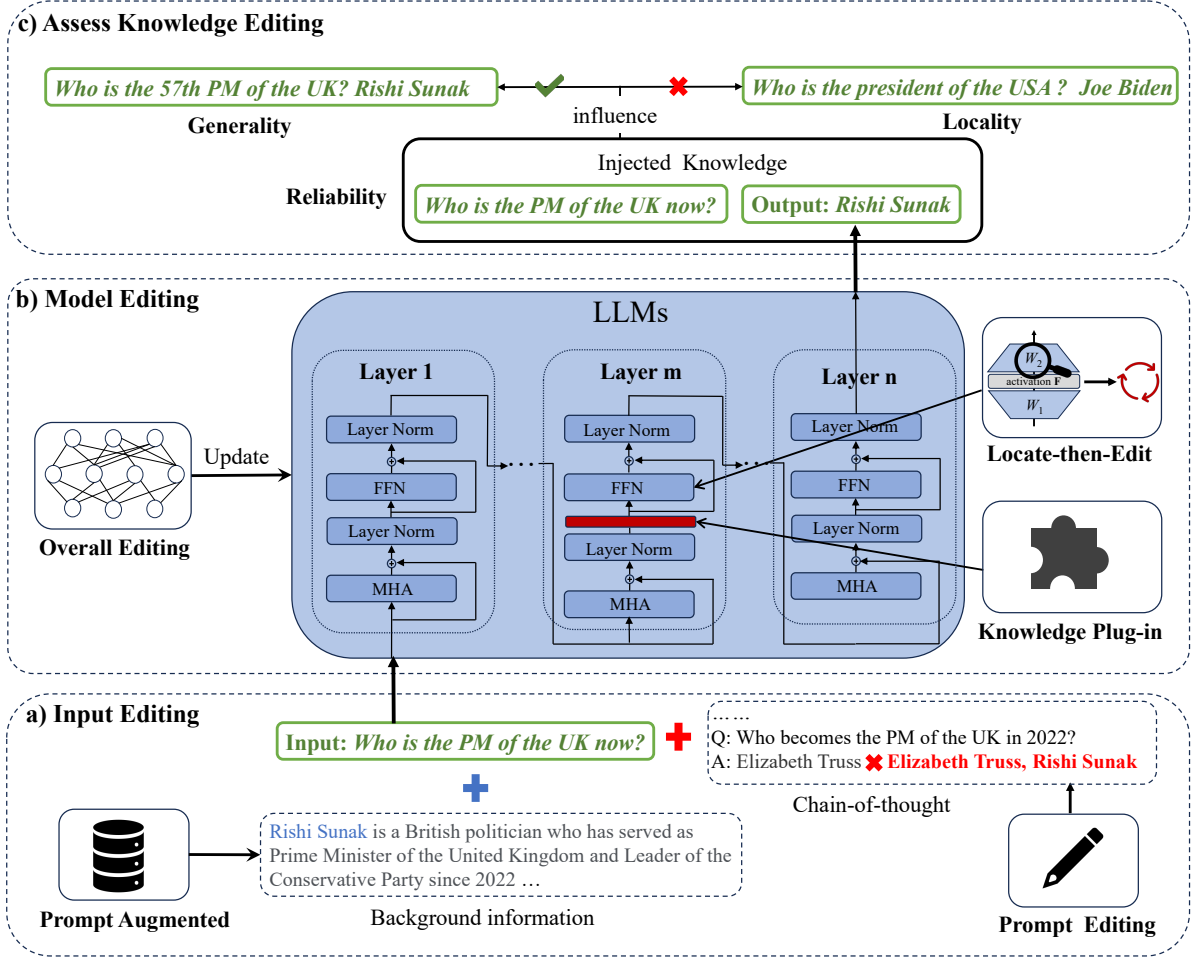 c) Assess Knowledge Editing
Who is the 57th PM of the UK? Rishi Sunak
Who is the president of the USA ? Joe Biden
Generality
influence
Locality
Injected Knowledge
Reliability
Who is the PM of the UK now?
Output: Rishi Sunak
b) Model Editing
LLMs
Layer 1
Layer m
Layer n
Layer Norm
FFN
Layer Norm
MHA
Layer Norm
FFN
Layer Norm
MHA
Layer Norm
FFN
Layer Norm
MHA
...
...
Update
Overall Editing
W2
activation F
W1
Locate-then-Edit
Knowledge Plug-in
a) Input Editing
Input: Who is the PM of the UK now?
... ...
Q: Who becomes the PM of the UK in 2022?
A: Elizabeth Truss ✖ Elizabeth Truss, Rishi Sunak
Chain-of-thought
Rishi Sunak is a British politician who has served as
Prime Minister of the United Kingdom and Leader of the
Conservative Party since 2022 ...
Prompt Augmented
Background information
Prompt Editing